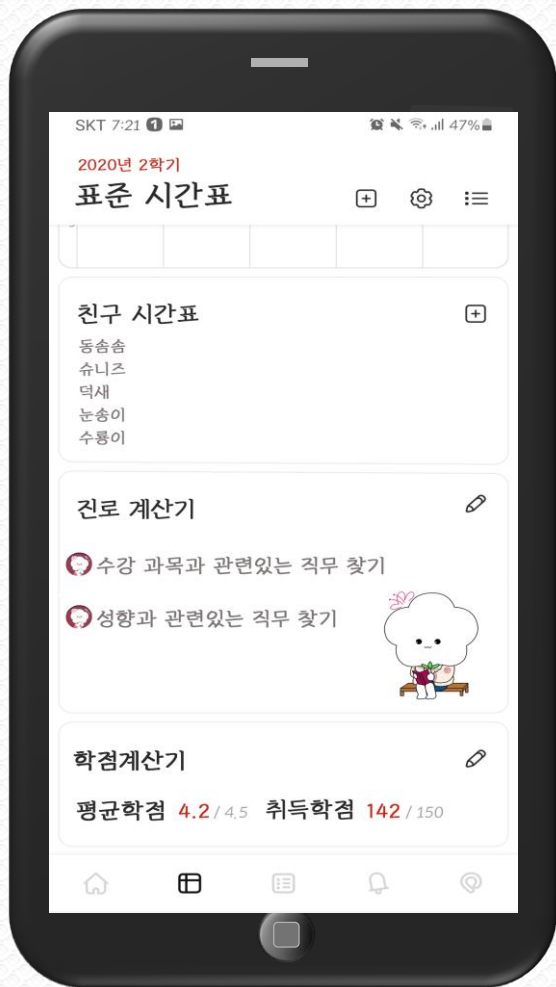 SKT 7:21 1 47%
2020년 2학기
표준 시간표
친구 시간표
동솜솜
슈니즈
덕새
눈송이
수룡이
진로 계산기
수강 과목과 관련있는 직무 찾기
성향과 관련있는 직무 찾기
학점계산기
평균학점 4.2 / 4.5 취득학점 142 / 150